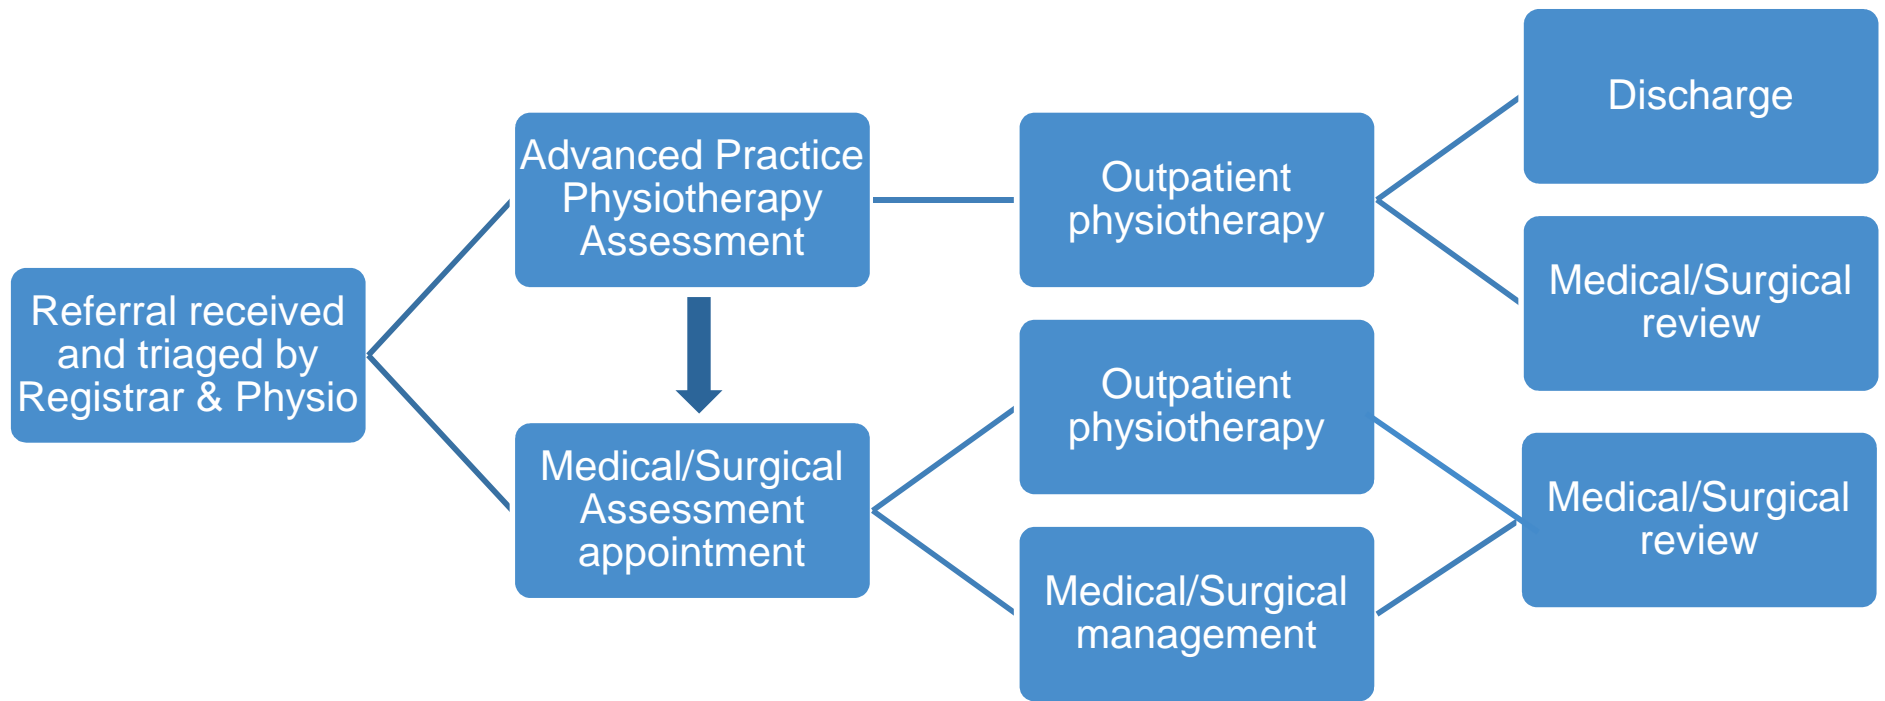 Referral received
and triaged by
Registrar & Physio
Advanced Practice
Physiotherapy
Assessment
Medical/Surgical
Assessment
appointment
Outpatient
physiotherapy
Outpatient
physiotherapy
Medical/Surgical
management
Discharge
Medical/Surgical
review
Medical/Surgical
review